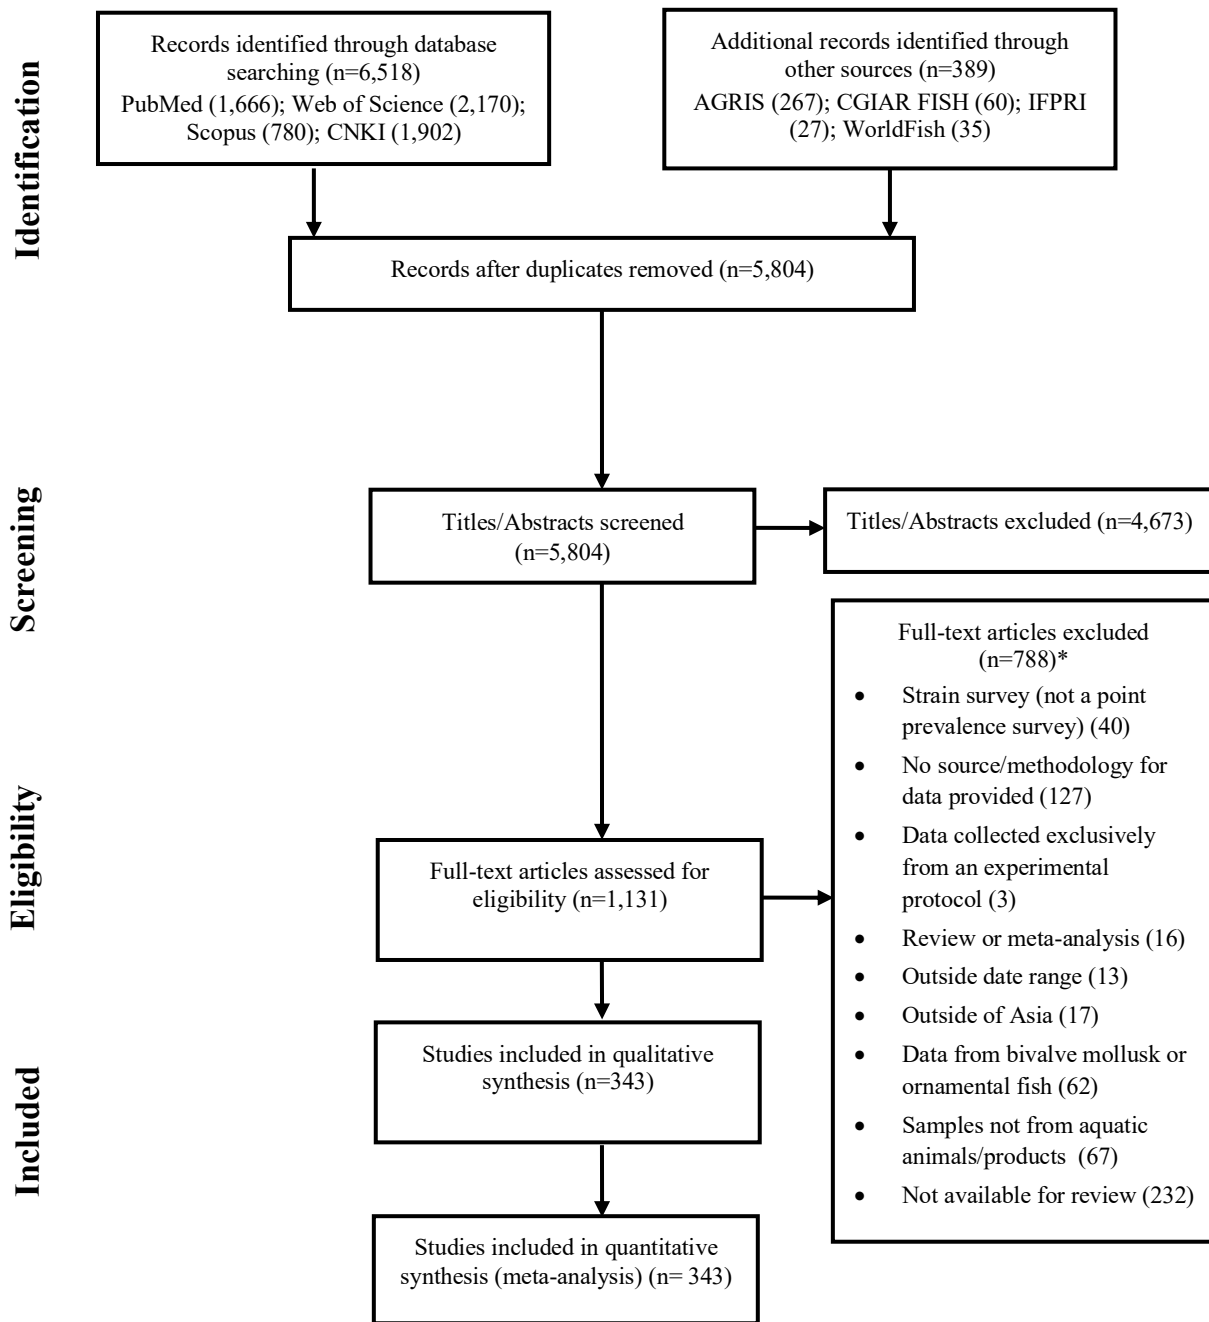 Identification
Records identified through database
searching (n=6,518)
PubMed (1,666); Web of Science (2,170);
Scopus (780); CNKI (1,902)
Additional records identified through
other sources (n=389)
AGRIS (267); CGIAR FISH (60); IFPRI
(27); WorldFish (35)
Records after duplicates removed (n=5,804)
Screening
Titles/Abstracts screened
(n=5,804)
Titles/Abstracts excluded (n=4,673)
Eligibility
Full-text articles assessed for
eligibility (n=1,131)
Full-text articles excluded
(n=788)*
• Strain survey (not a point
prevalence survey) (40)
• No source/methodology for
data provided (127)
• Data collected exclusively
from an experimental
protocol (3)
• Review or meta-analysis (16)
• Outside date range (13)
• Outside of Asia (17)
• Data from bivalve mollusk or
ornamental fish (62)
• Samples not from aquatic
animals/products (67)
• Not available for review (232)
Included
Studies included in qualitative
synthesis (n=343)
Studies included in quantitative
synthesis (meta-analysis) (n= 343)